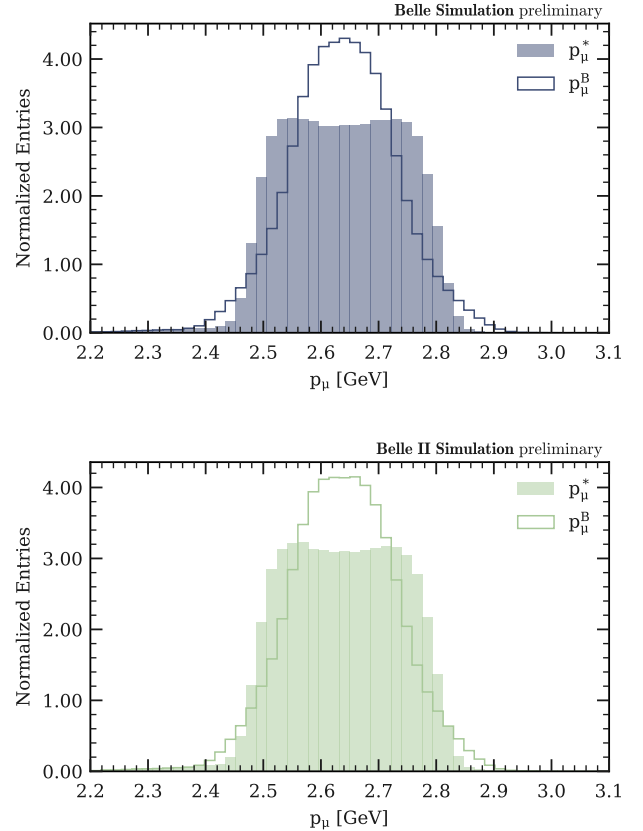 Belle Simulation preliminary
4.00
3.00
2.00
1.00
0.00
Normalized Entries
p*μ
pᴮμ
2.2 2.3 2.4 2.5 2.6 2.7 2.8 2.9 3.0 3.1
pμ [GeV]
Belle II Simulation preliminary
4.00
3.00
2.00
1.00
0.00
Normalized Entries
p*μ
pᴮμ
2.2 2.3 2.4 2.5 2.6 2.7 2.8 2.9 3.0 3.1
pμ [GeV]